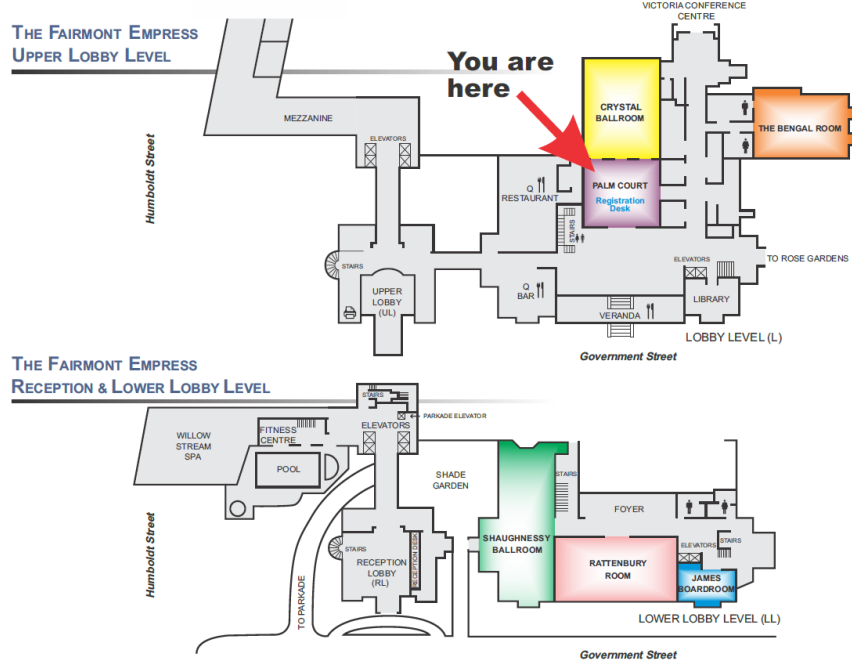 THE FAIRMONT EMPRESS
UPPER LOBBY LEVEL
VICTORIA CONFERENCE
CENTRE
You are
here
CRYSTAL
BALLROOM
THE BENGAL ROOM
MEZZANINE
ELEVATORS
Humboldt Street
Q
RESTAURANT
PALM COURT
Registration
Desk
STAIRS
STAIRS
ELEVATORS
TO ROSE GARDENS
UPPER
LOBBY
(UL)
Q
BAR
LIBRARY
VERANDA
LOBBY LEVEL (L)
Government Street
THE FAIRMONT EMPRESS
RECEPTION & LOWER LOBBY LEVEL
STAIRS
PARKADE ELEVATOR
ELEVATORS
WILLOW
STREAM
SPA
FITNESS
CENTRE
POOL
SHADE
GARDEN
STAIRS
FOYER
Humboldt Street
STAIRS
RECEPTION
LOBBY
(RL)
RECEPTION DESK
TO PARKADE
SHAUGHNESSY
BALLROOM
RATTENBURY
ROOM
ELEVATORS
STAIRS
JAMES
BOARDROOM
LOWER LOBBY LEVEL (LL)
Government Street